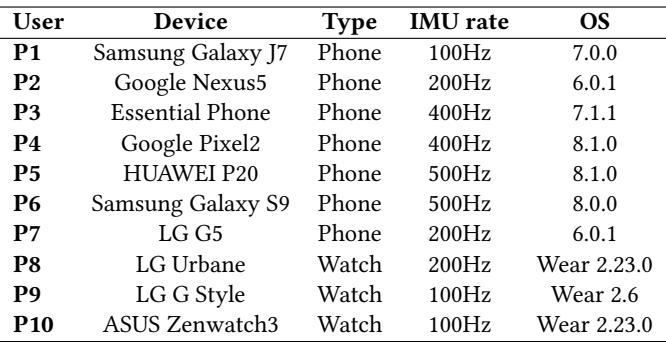 User Device Type IMU rate OS
P1 Samsung Galaxy J7 Phone 100Hz 7.0.0
P2 Google Nexus5 Phone 200Hz 6.0.1
P3 Essential Phone Phone 400Hz 7.1.1
P4 Google Pixel2 Phone 400Hz 8.1.0
P5 HUAWEI P20 Phone 500Hz 8.1.0
P6 Samsung Galaxy S9 Phone 500Hz 8.0.0
P7 LG G5 Phone 200Hz 6.0.1
P8 LG Urbane Watch 200Hz Wear 2.23.0
P9 LG G Style Watch 100Hz Wear 2.6
P10 ASUS Zenwatch3 Watch 100Hz Wear 2.23.0